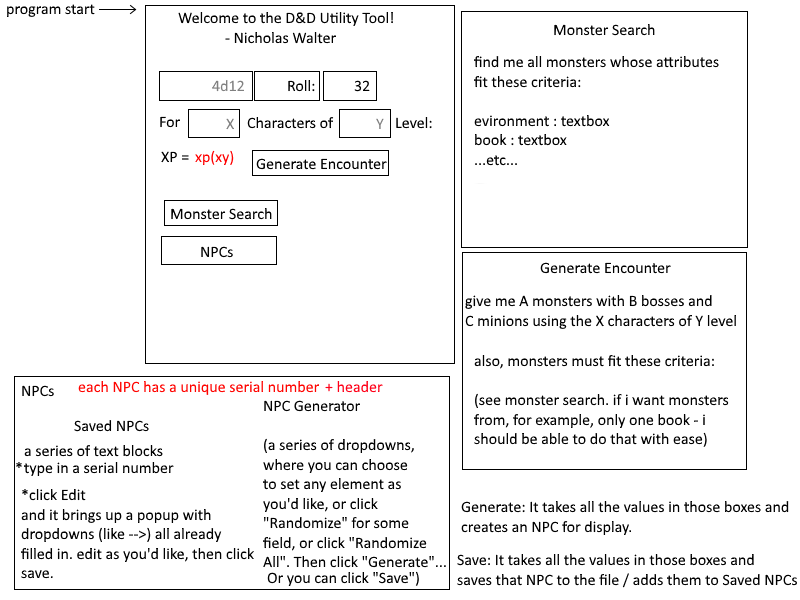 program start
Welcome to the D&D Utility Tool!
- Nicholas Walter
4d12 Roll: 32
For X Characters of Y Level:
XP = xp(xy) Generate Encounter
Monster Search
NPCs
Monster Search
find me all monsters whose attributes
fit these criteria:
evironment : textbox
book : textbox
...etc...
Generate Encounter
give me A monsters with B bosses and
C minions using the X characters of Y level
also, monsters must fit these criteria:
(see monster search. if i want monsters
from, for example, only one book - i
should be able to do that with ease)
NPCs each NPC has a unique serial number + header
Saved NPCs
a series of text blocks
*type in a serial number
*click Edit
and it brings up a popup with
dropdowns (like -->) all already
filled in. edit as you'd like, then click
save.
NPC Generator
(a series of dropdowns,
where you can choose
to set any element as
you'd like, or click
"Randomize" for some
field, or click "Randomize
All". Then click "Generate"...
Or you can click "Save")
Generate: It takes all the values in those boxes and
creates an NPC for display.
Save: It takes all the values in those boxes and
saves that NPC to the file / adds them to Saved NPCs